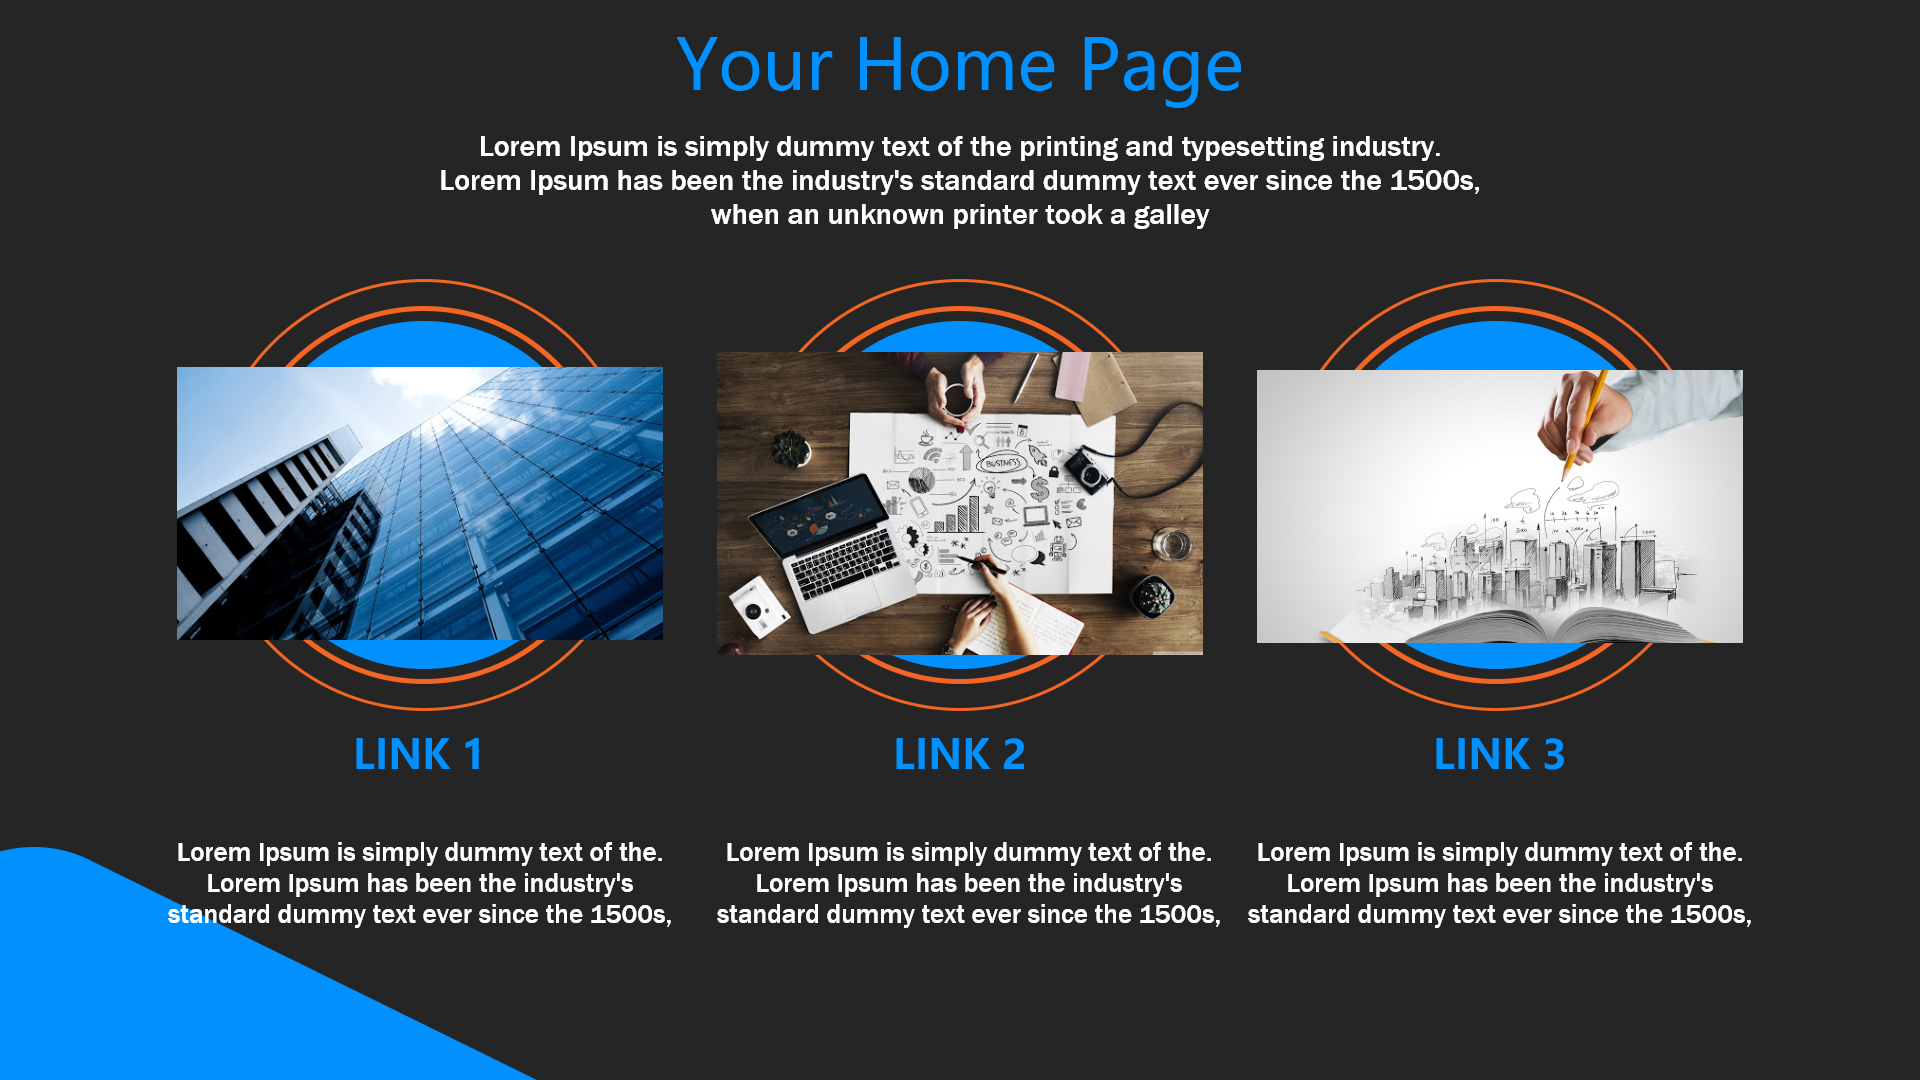 Your Home Page
Lorem Ipsum is simply dummy text of the printing and typesetting industry.
Lorem Ipsum has been the industry's standard dummy text ever since the 1500s,
when an unknown printer took a galley
BUSINESS
LINK 1
LINK 2
LINK 3
Lorem Ipsum is simply dummy text of the.
Lorem Ipsum has been the industry's
standard dummy text ever since the 1500s,
Lorem Ipsum is simply dummy text of the.
Lorem Ipsum has been the industry's
standard dummy text ever since the 1500s,
Lorem Ipsum is simply dummy text of the.
Lorem Ipsum has been the industry's
standard dummy text ever since the 1500s,